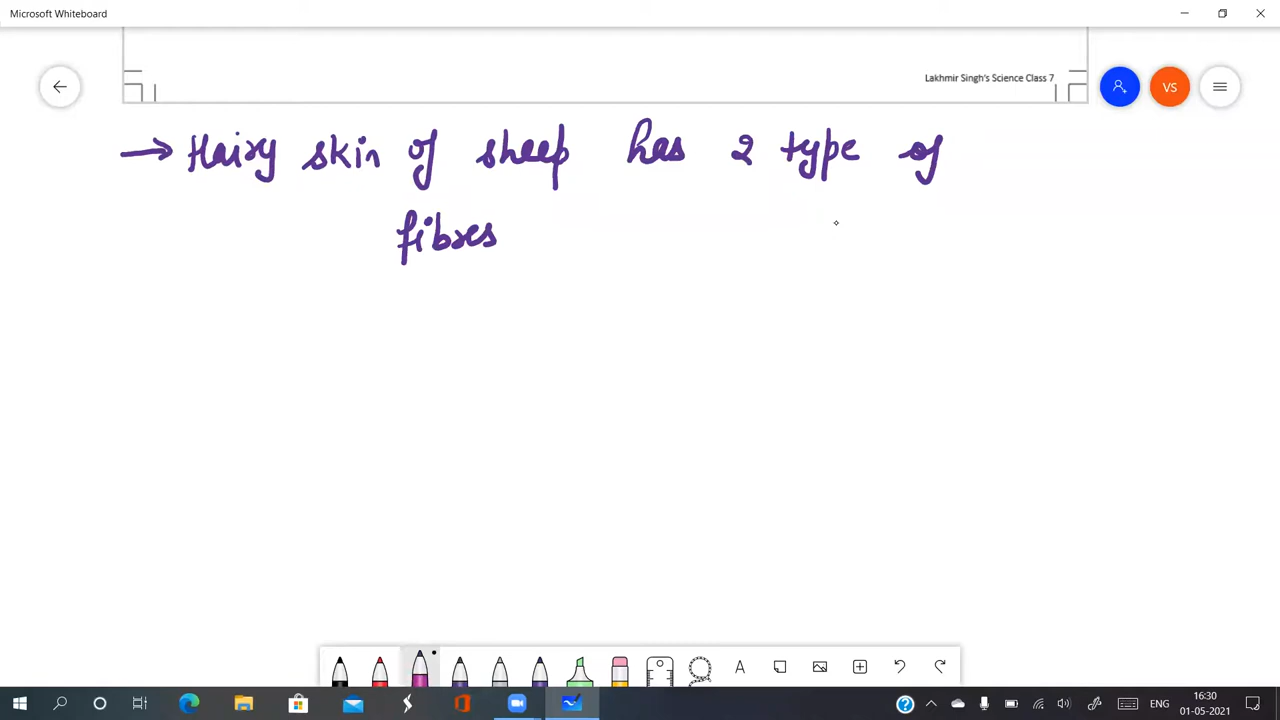 Microsoft Whiteboard
Lakhmir Singh's Science Class 7
VS
→ Hairy skin of sheep has 2 type of
fibres
A
ENG
16:30
01-05-2021